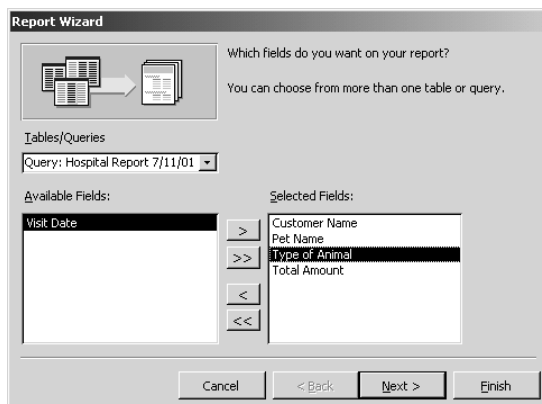 Report Wizard
Which fields do you want on your report?
You can choose from more than one table or query.
Tables/Queries
Query: Hospital Report 7/11/01
Available Fields:
Selected Fields:
Visit Date
>
>>
<
<<
Customer Name
Pet Name
Type of Animal
Total Amount
Cancel
< Back
Next >
Finish